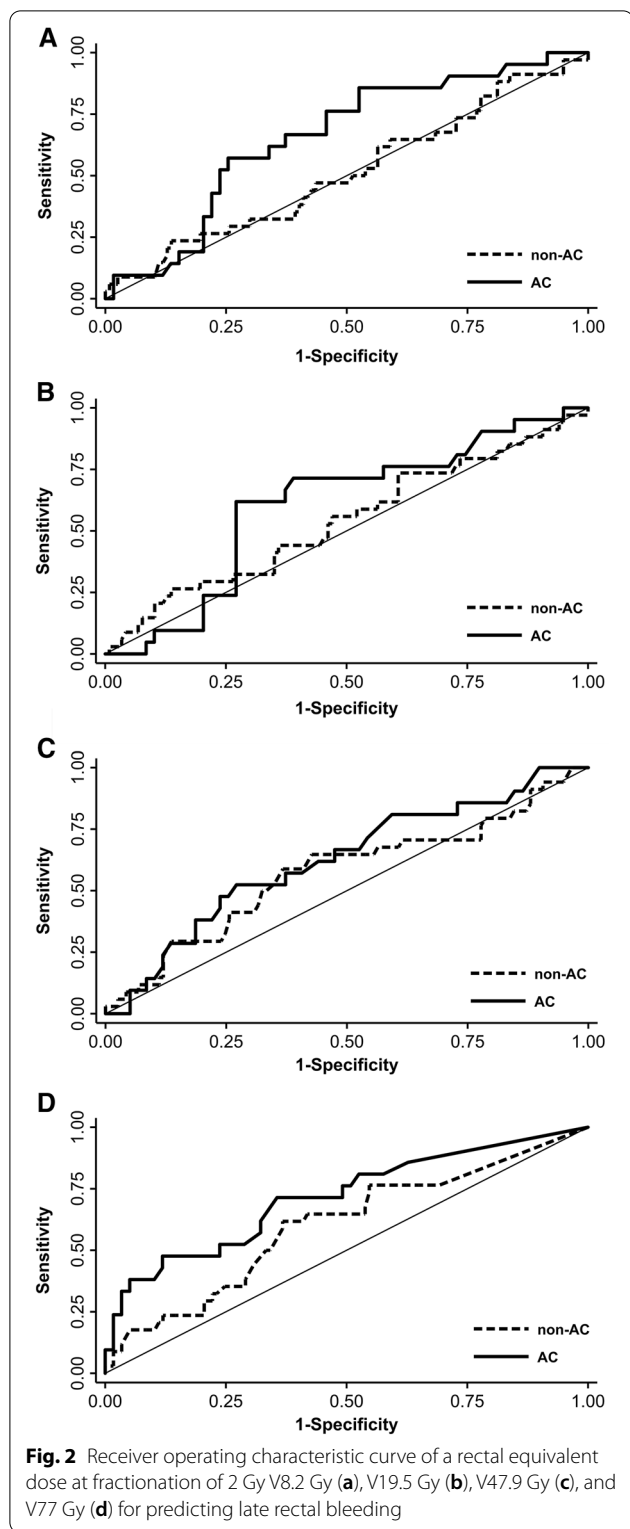 A
Sensitivity
0.00 0.25 0.50 0.75 1.00
non-AC
AC
0.00 0.25 0.50 0.75 1.00
1-Specificity
B
Sensitivity
0.00 0.25 0.50 0.75 1.00
non-AC
AC
0.00 0.25 0.50 0.75 1.00
1-Specificity
C
Sensitivity
0.00 0.25 0.50 0.75 1.00
non-AC
AC
0.00 0.25 0.50 0.75 1.00
1-Specificity
D
Sensitivity
0.00 0.25 0.50 0.75 1.00
non-AC
AC
0.00 0.25 0.50 0.75 1.00
1-Specificity
Fig. 2 Receiver operating characteristic curve of a rectal equivalent
dose at fractionation of 2 Gy V8.2 Gy (a), V19.5 Gy (b), V47.9 Gy (c), and
V77 Gy (d) for predicting late rectal bleeding